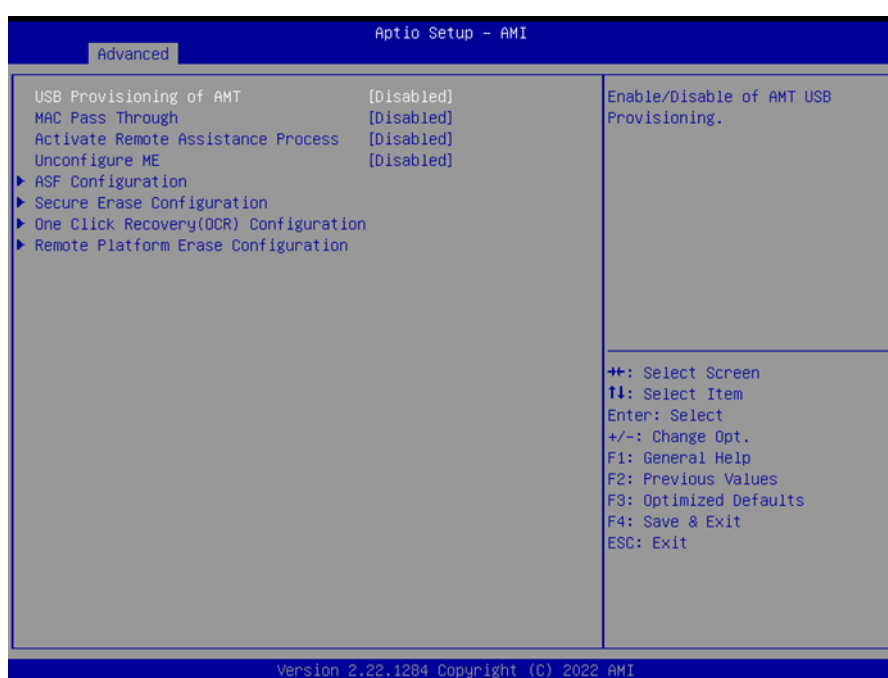 Aptio Setup – AMI
Advanced
USB Provisioning of AMT [Disabled]
MAC Pass Through [Disabled]
Activate Remote Assistance Process [Disabled]
Unconfigure ME [Disabled]
ASF Configuration
Secure Erase Configuration
One Click Recovery(OCR) Configuration
Remote Platform Erase Configuration
Enable/Disable of AMT USB
Provisioning.
→←: Select Screen
↑↓: Select Item
Enter: Select
+/-: Change Opt.
F1: General Help
F2: Previous Values
F3: Optimized Defaults
F4: Save & Exit
ESC: Exit
Version 2.22.1284 Copyright (C) 2022 AMI